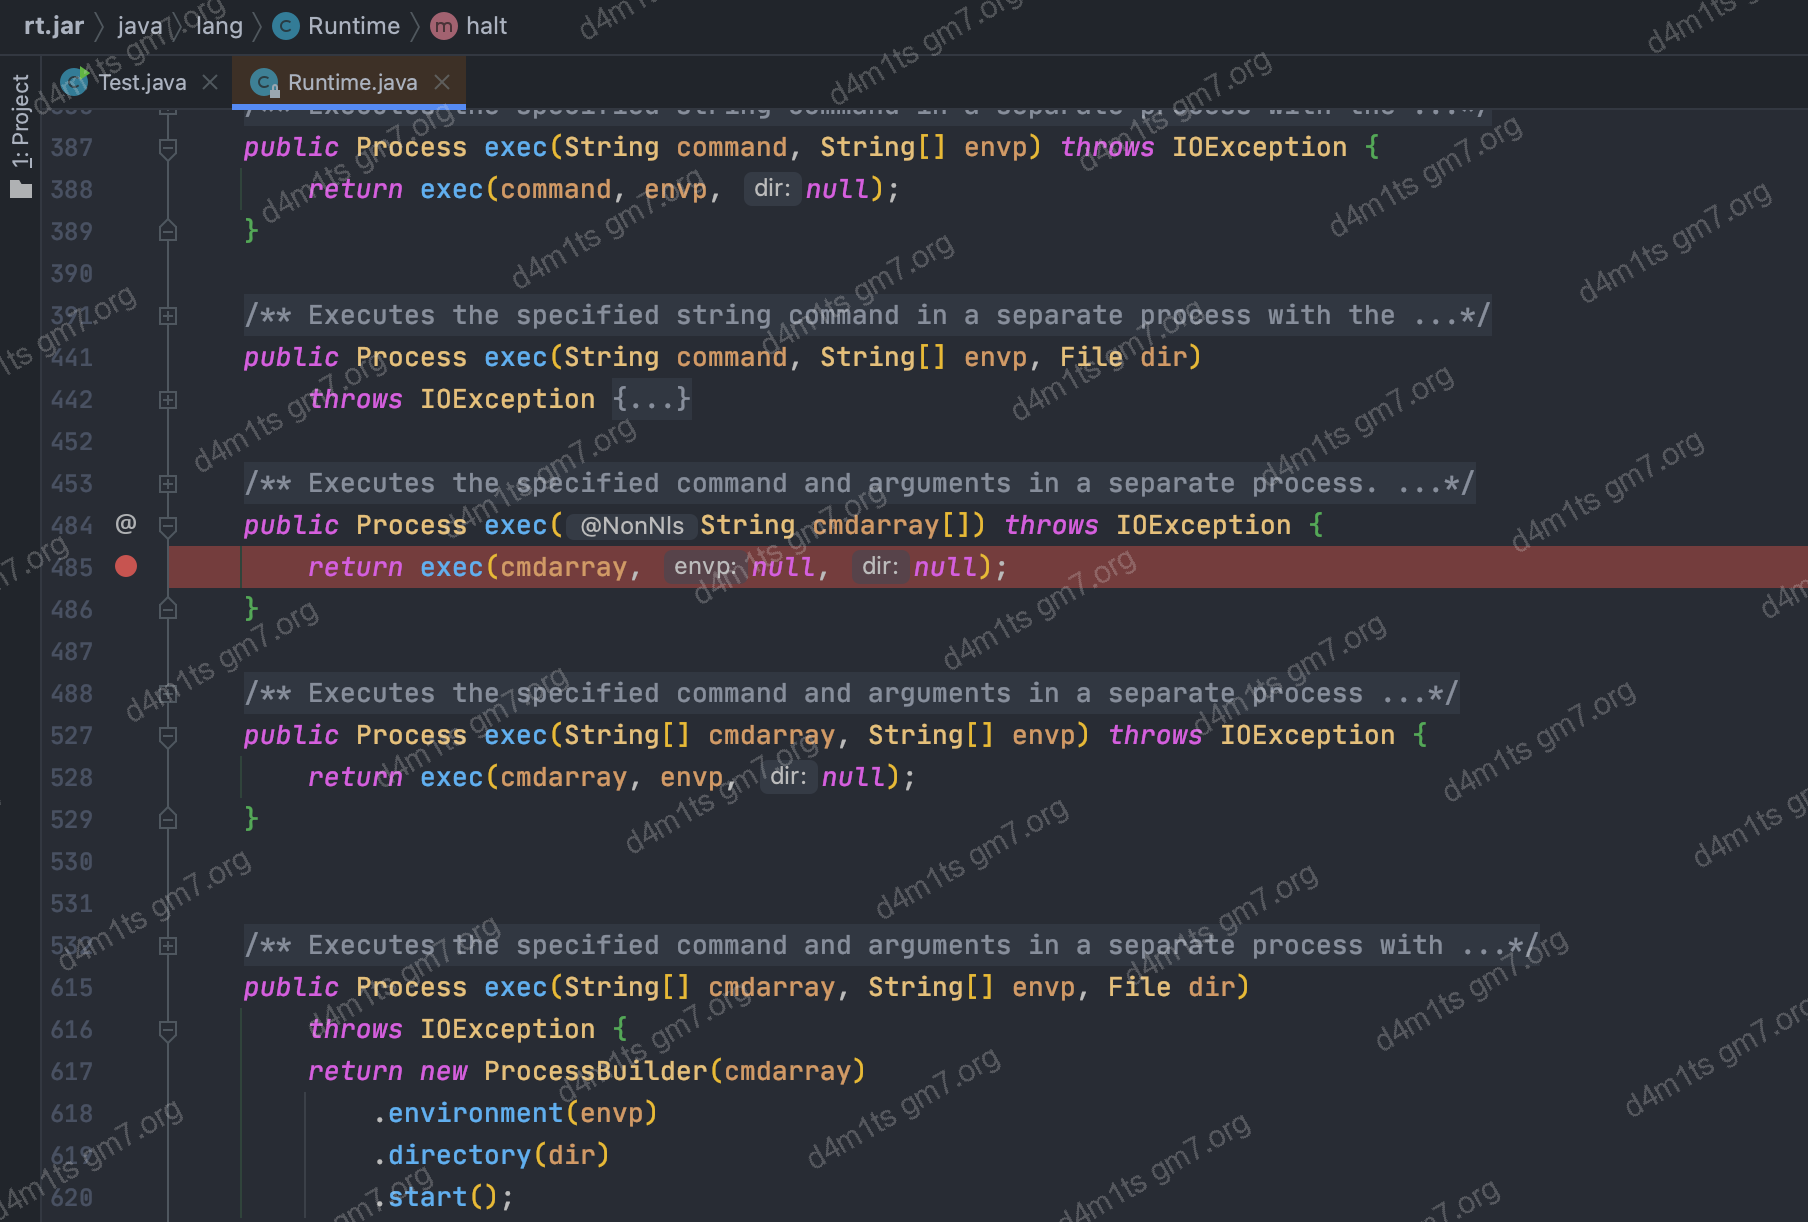 rt.jar java lang Runtime halt
Test.java Runtime.java
1: Project
/** Executes the specified string command in a separate process with the ...*/
387 public Process exec(String command, String[] envp) throws IOException {
388 return exec(command, envp, dir: null);
389 }
390
391 /** Executes the specified string command in a separate process with the ...*/
441 public Process exec(String command, String[] envp, File dir)
442 throws IOException {...}
452
453 /** Executes the specified command and arguments in a separate process. ...*/
484 @ public Process exec( @NonNls String cmdarray[]) throws IOException {
485 return exec(cmdarray, envp: null, dir: null);
486 }
487
488 /** Executes the specified command and arguments in a separate process ...*/
527 public Process exec(String[] cmdarray, String[] envp) throws IOException {
528 return exec(cmdarray, envp, dir: null);
529 }
530
531
532 /** Executes the specified command and arguments in a separate process with ...*/
615 public Process exec(String[] cmdarray, String[] envp, File dir)
616 throws IOException {
617 return new ProcessBuilder(cmdarray)
618 .environment(envp)
619 .directory(dir)
620 .start();
d4m1ts gm7.org